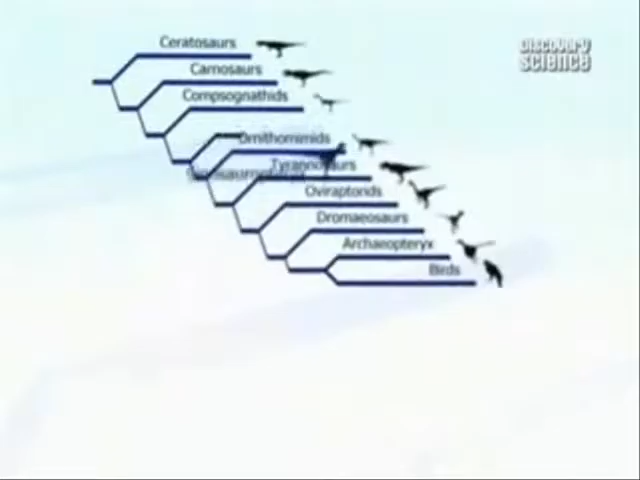 Ceratosaurs
Discovery
SCIENCE
Carnosaurs
Compsognathids
Ornithomimids
Tyrannosaurs
Oviraptorids
Dromaeosaurs
Archaeopteryx
Birds